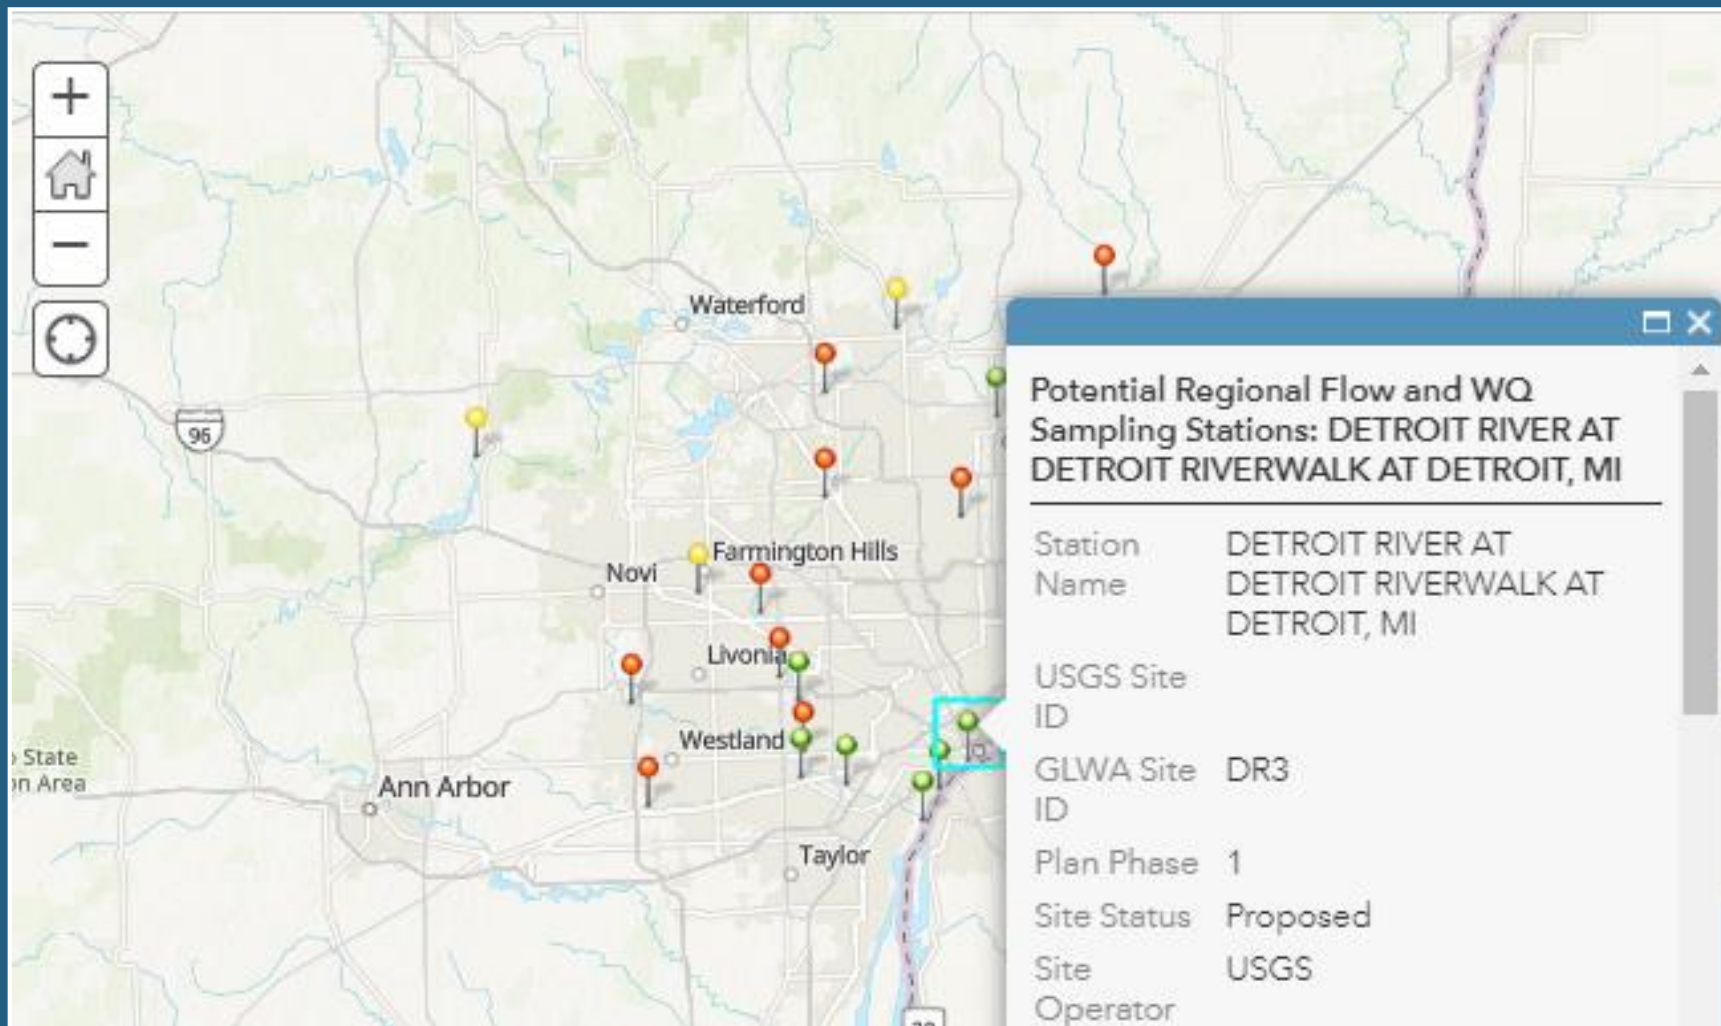 +
−
Waterford
96
Farmington Hills
Novi
Livonia
Westland
State
on Area
Ann Arbor
Taylor
Potential Regional Flow and WQ
Sampling Stations: DETROIT RIVER AT
DETROIT RIVERWALK AT DETROIT, MI
Station DETROIT RIVER AT
Name DETROIT RIVERWALK AT
DETROIT, MI
USGS Site
ID
GLWA Site DR3
ID
Plan Phase 1
Site Status Proposed
Site USGS
Operator